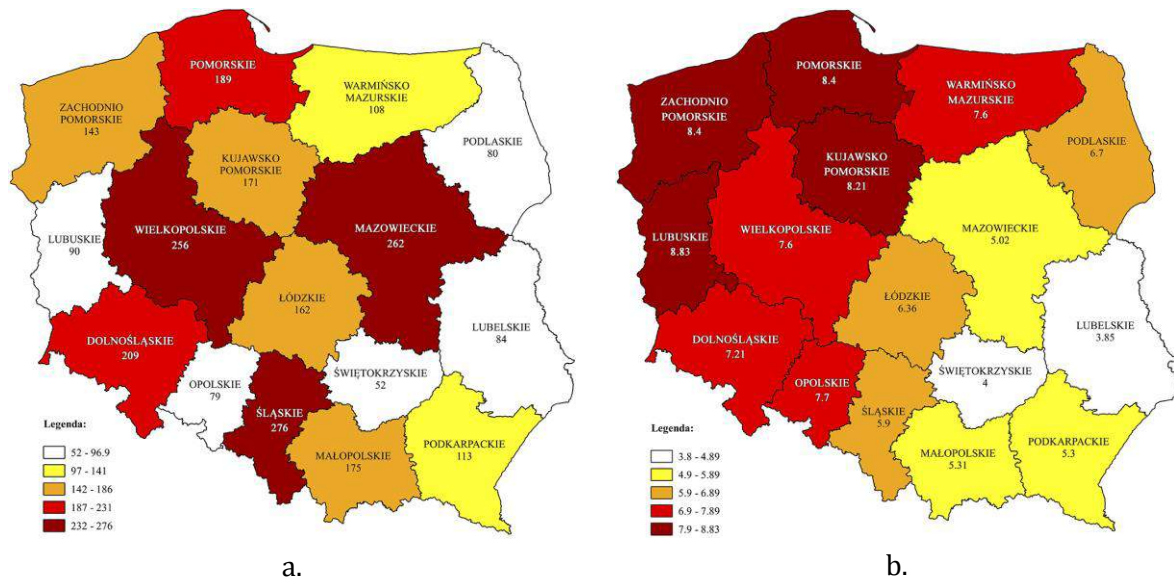 POMORSKIE
189
WARMIŃSKO
MAZURSKIE
108
ZACHODNIO
POMORSKIE
143
PODLASKIE
80
KUJAWSKO
POMORSKIE
171
LUBUSKIE
90
WIELKOPOLSKIE
256
MAZOWIECKIE
262
ŁÓDZKIE
162
LUBELSKIE
84
DOLNOŚLĄSKIE
209
OPOLSKIE
79
ŚWIĘTOKRZYSKIE
52
ŚLĄSKIE
276
MAŁOPOLSKIE
175
PODKARPACKIE
113
Legenda:
52 - 96.9
97 - 141
142 - 186
187 - 231
232 - 276
a.
POMORSKIE
8.4
WARMIŃSKO
MAZURSKIE
7.6
ZACHODNIO
POMORSKIE
8.4
PODLASKIE
6.7
KUJAWSKO
POMORSKIE
8.21
LUBUSKIE
8.83
WIELKOPOLSKIE
7.6
MAZOWIECKIE
5.02
ŁÓDZKIE
6.36
LUBELSKIE
3.85
DOLNOŚLĄSKIE
7.21
OPOLSKIE
7.7
ŚWIĘTOKRZYSKIE
4
ŚLĄSKIE
5.9
MAŁOPOLSKIE
5.31
PODKARPACKIE
5.3
Legenda:
3.8 - 4.89
4.9 - 5.89
5.9 - 6.89
6.9 - 7.89
7.9 - 8.83
b.